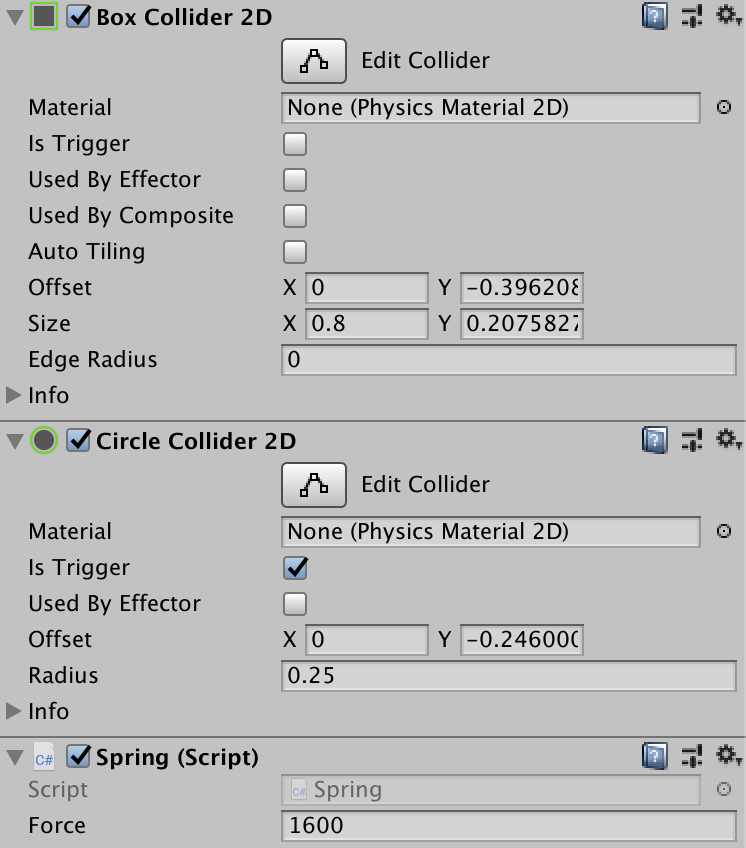 Box Collider 2D
Edit Collider
Material None (Physics Material 2D)
Is Trigger
Used By Effector
Used By Composite
Auto Tiling
Offset X 0 Y -0.396208
Size X 0.8 Y 0.2075827
Edge Radius 0
Info
Circle Collider 2D
Edit Collider
Material None (Physics Material 2D)
Is Trigger
Used By Effector
Offset X 0 Y -0.246000
Radius 0.25
Info
C# Spring (Script)
Script C# Spring
Force 1600